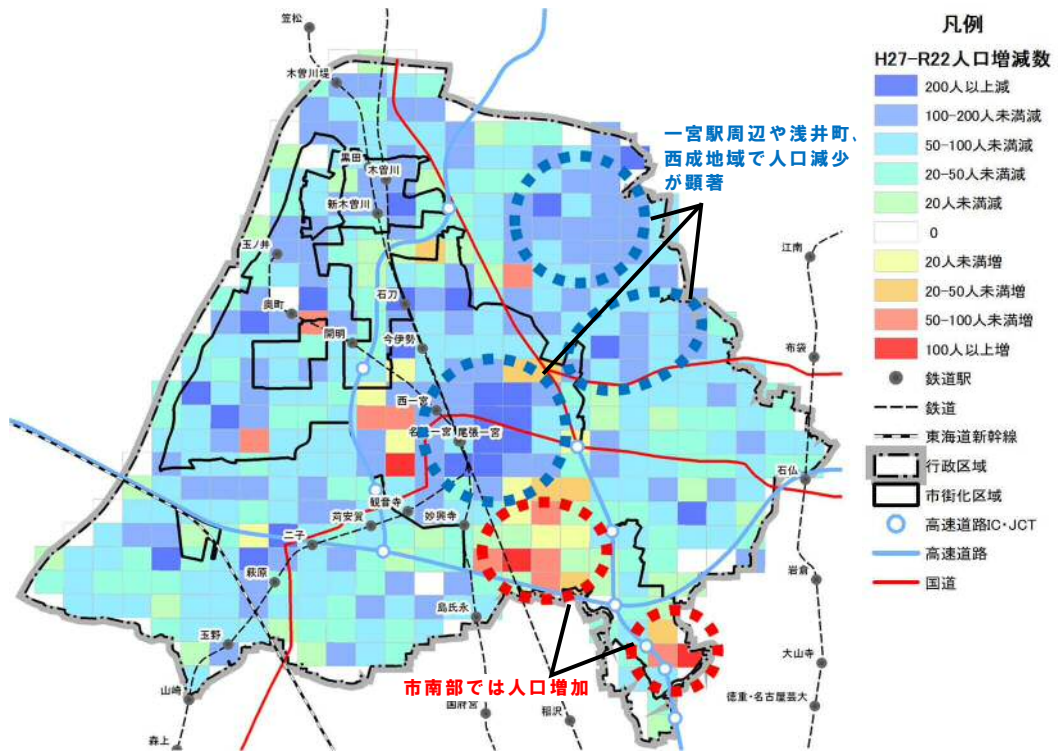 凡例
H27-R22人口増減数
200人以上減
100-200人未満減
50-100人未満減
20-50人未満減
20人未満減
0
20人未満増
20-50人未満増
50-100人未満増
100人以上増
鉄道駅
鉄道
東海道新幹線
行政区域
市街化区域
高速道路IC・JCT
高速道路
国道
一宮駅周辺や浅井町、
西成地域で人口減少
が顕著
市南部では人口増加
笠松
木曽川堤
黒田
木曽川
新木曽川
玉ノ井
奥町
開明
石刀
今伊勢
西一宮
名鉄一宮
尾張一宮
観音寺
苅安賀
妙興寺
二子
萩原
島氏永
玉野
山崎
森上
国府宮
稲沢
江南
布袋
石仏
岩倉
大山寺
徳重・名古屋芸大